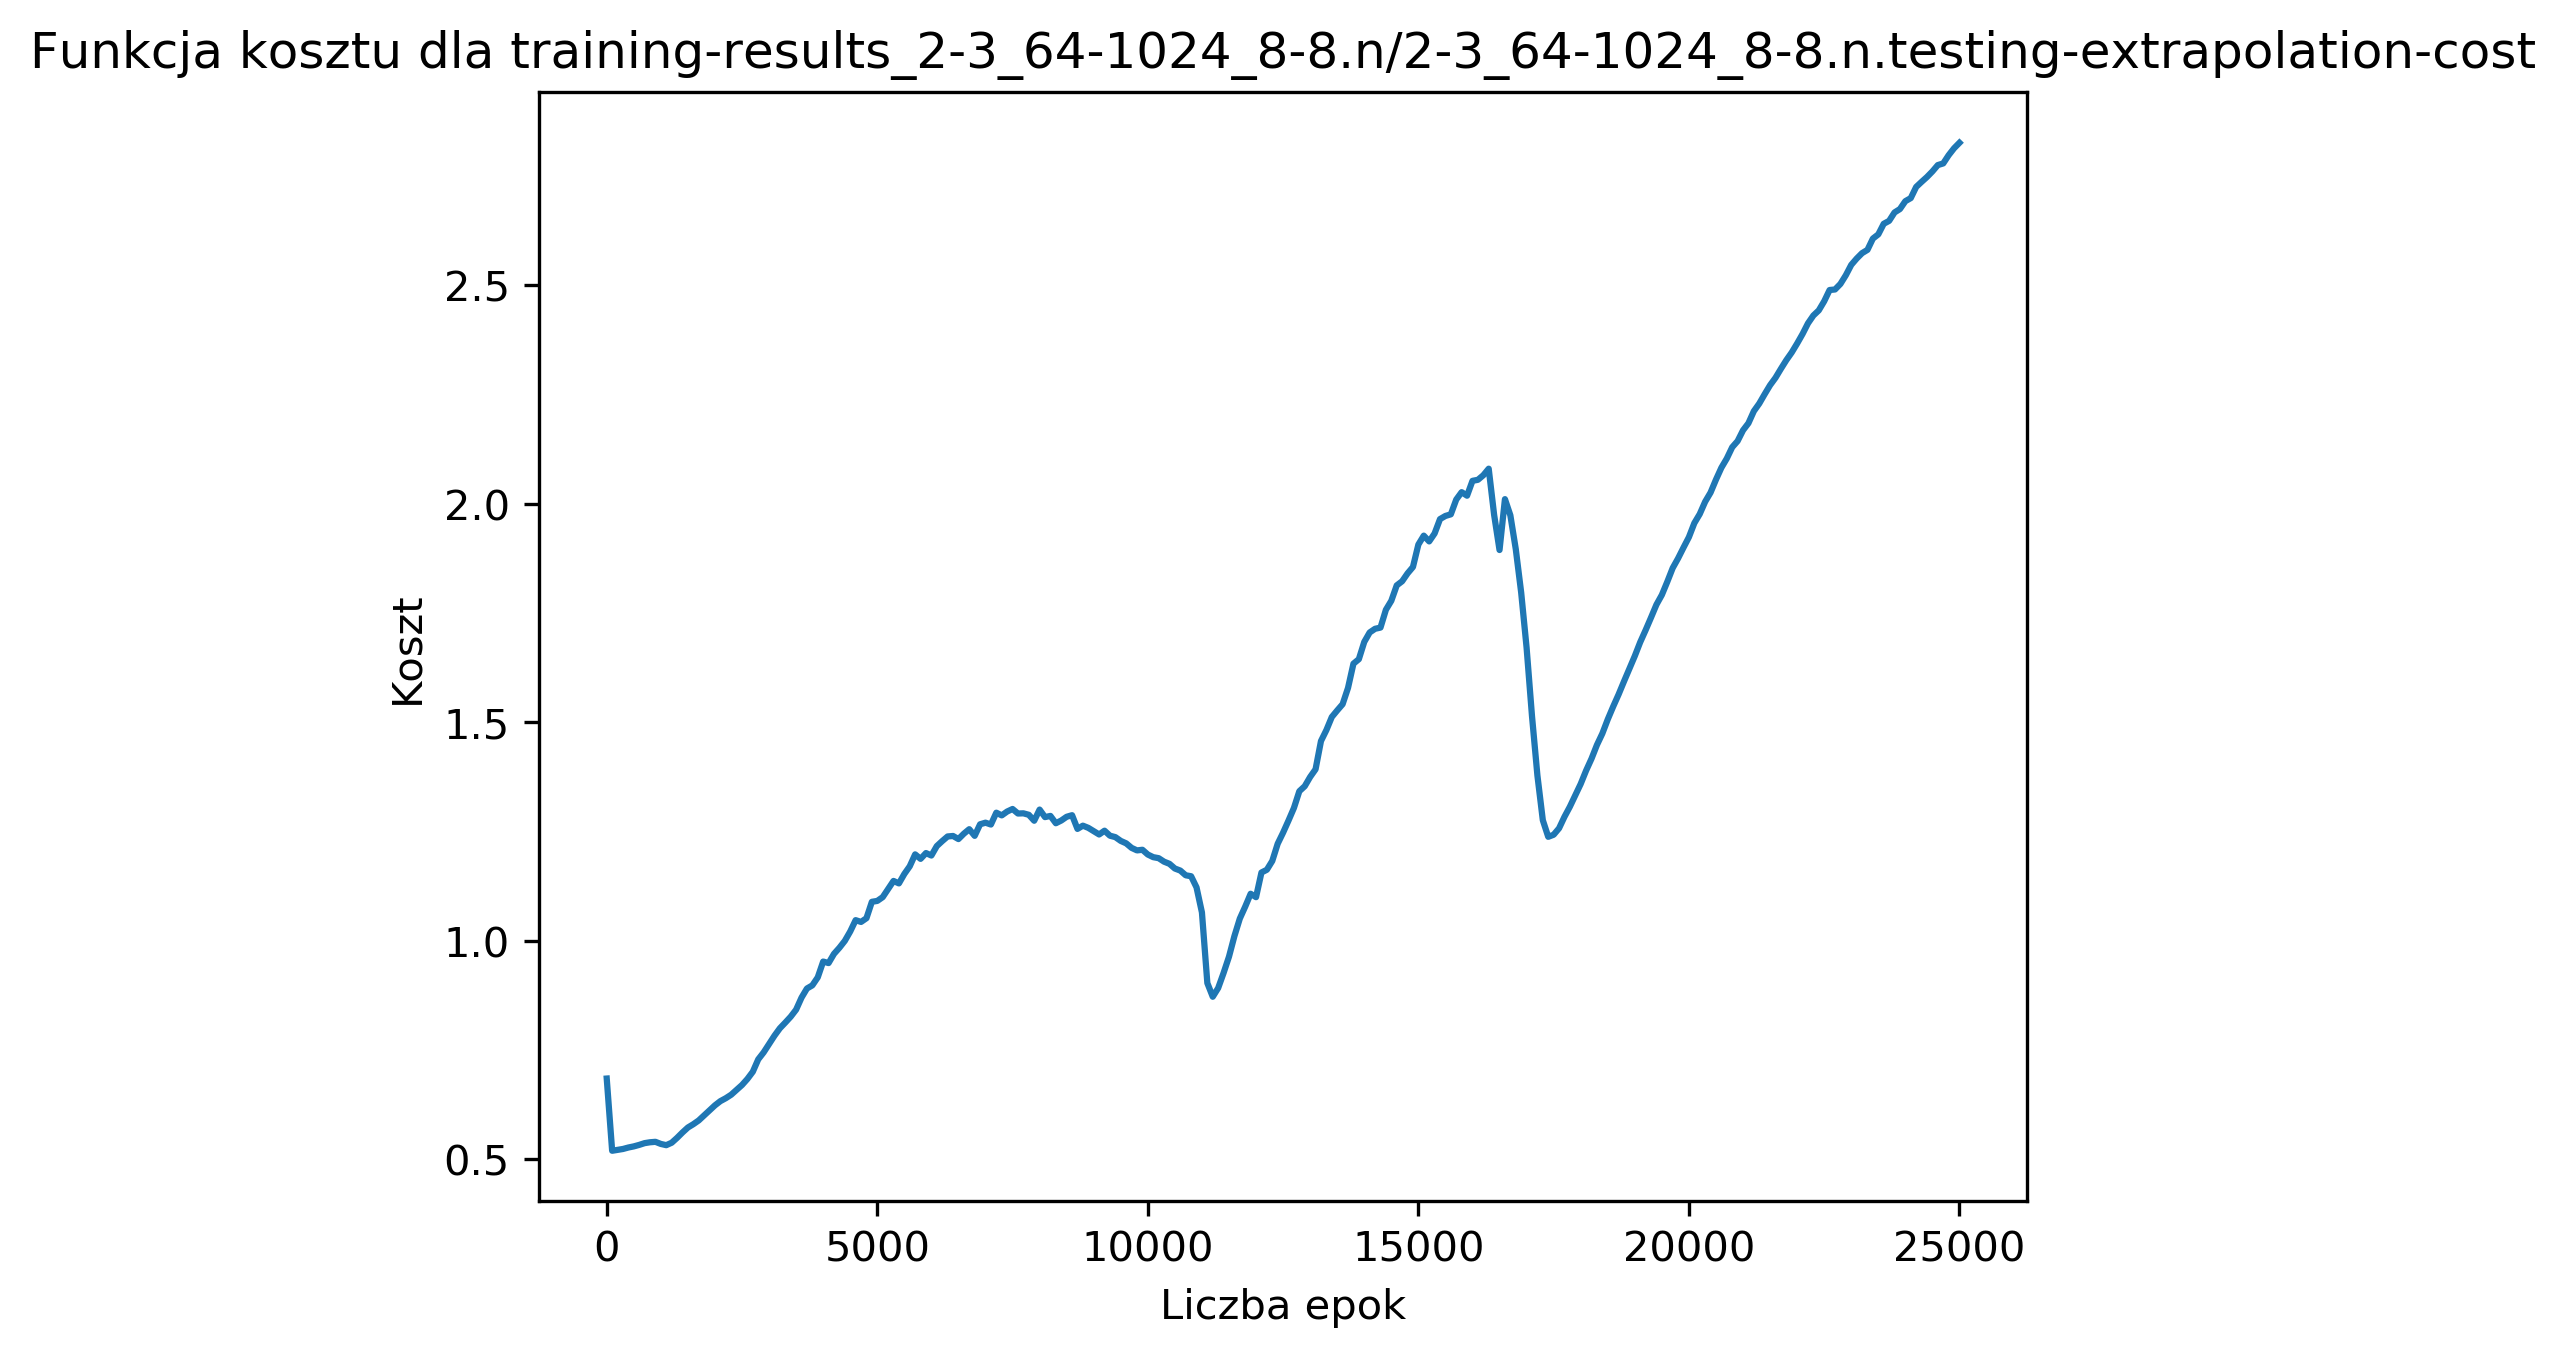 Funkcja kosztu dla training-results_2-3_64-1024_8-8.n/2-3_64-1024_8-8.n.testing-extrapolation-cost
2.5
2.0
1.5
1.0
0.5
Koszt
0 5000 10000 15000 20000 25000
Liczba epok